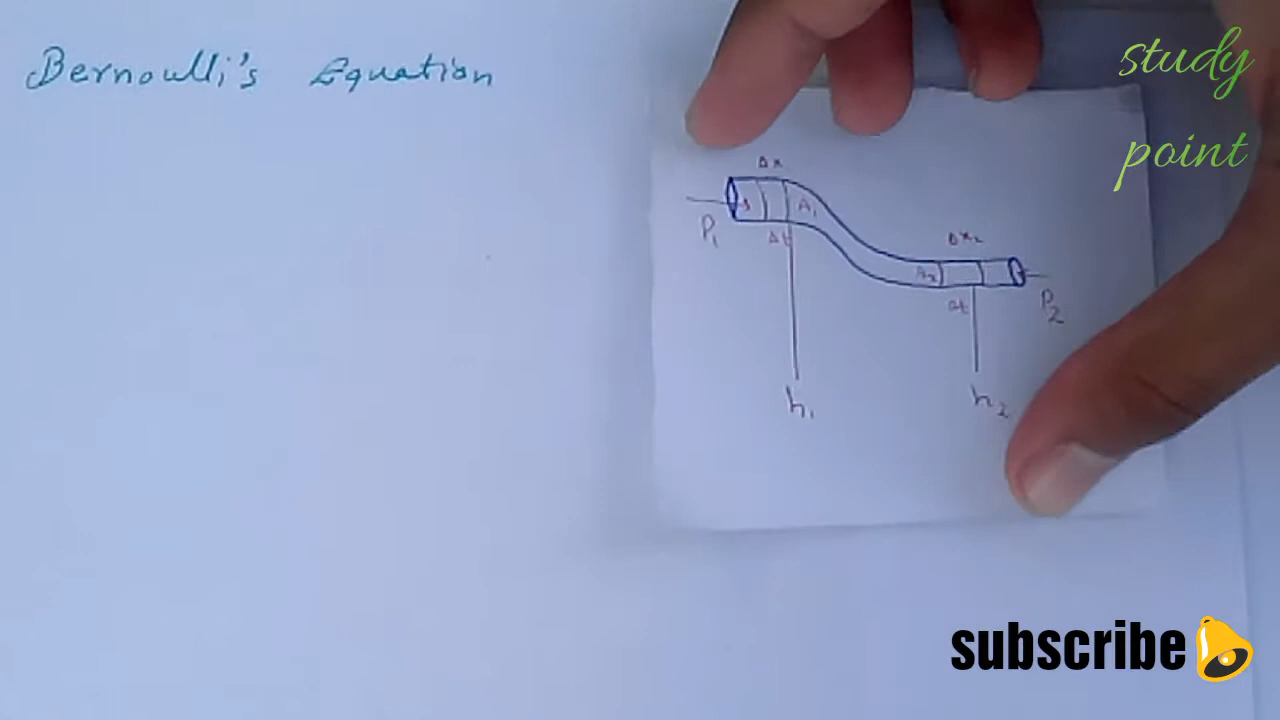 Bernoulli's Equation
study
point
Δx
A₁
P₁
Δt
Δx₂
A₂
Δt
P₂
h₁
h₂
subscribe